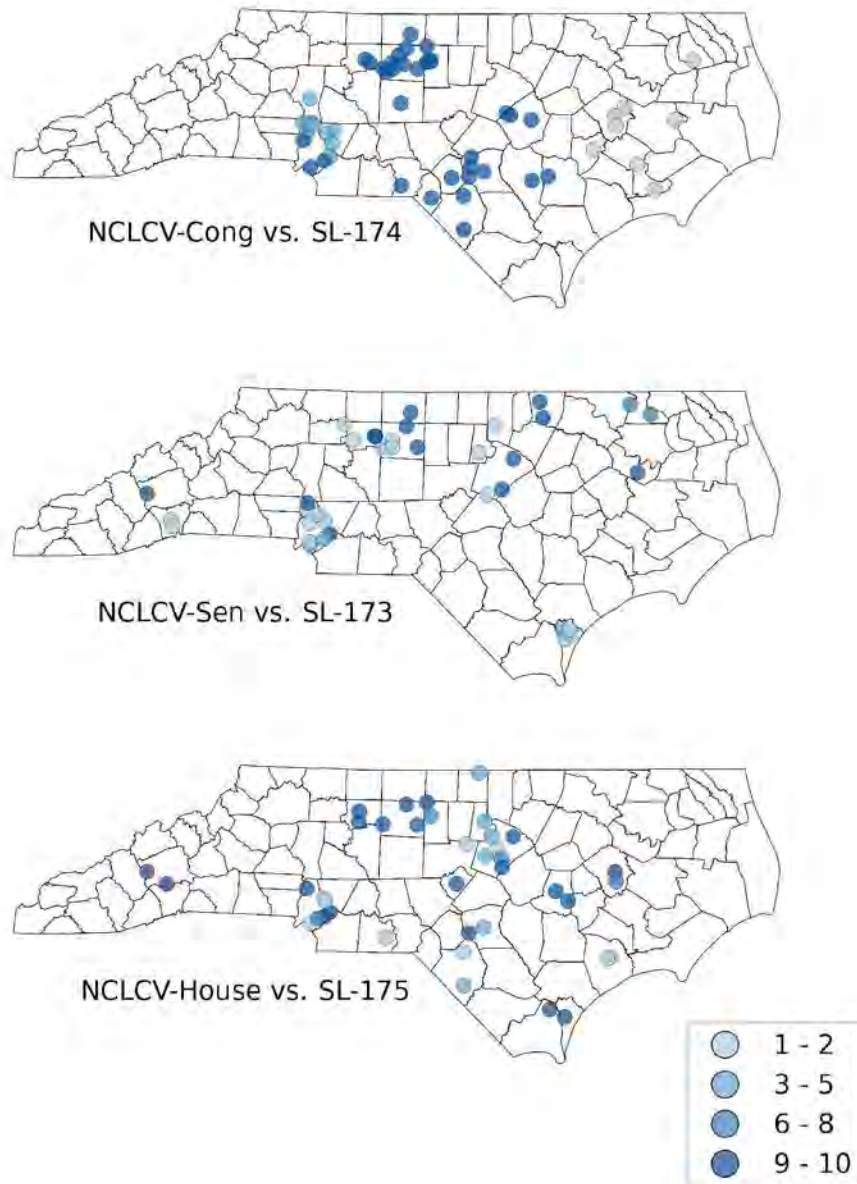 NCLCV-Cong vs. SL-174
NCLCV-Sen vs. SL-173
NCLCV-House vs. SL-175
1 - 2
3 - 5
6 - 8
9 - 10